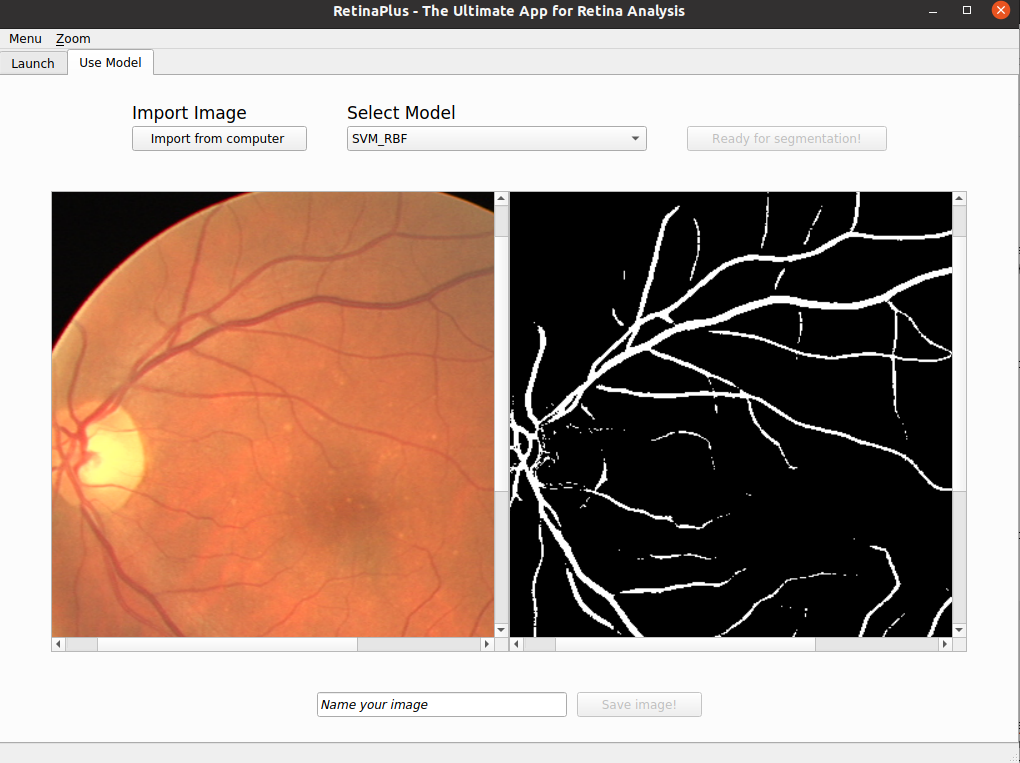 RetinaPlus - The Ultimate App for Retina Analysis
Menu Zoom
Launch Use Model
Import Image Select Model
Import from computer SVM_RBF Ready for segmentation!
Name your image Save image!